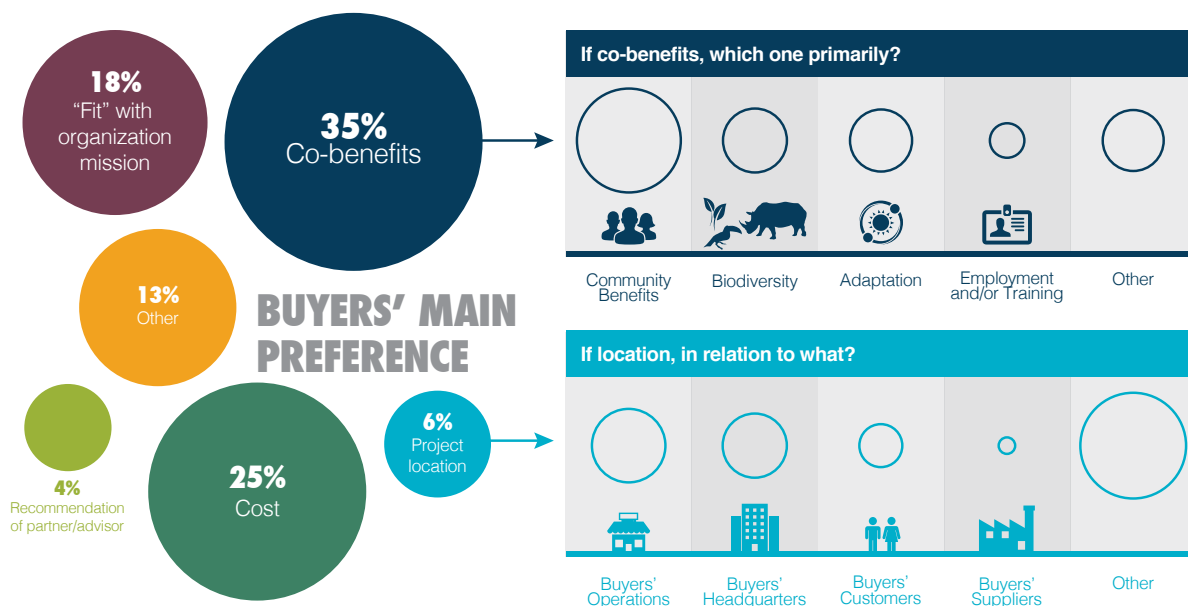 18%
“Fit” with
organization
mission
35%
Co-benefits
13%
Other
BUYERS’ MAIN
PREFERENCE
4%
Recommendation
of partner/advisor
25%
Cost
6%
Project
location
If co-benefits, which one primarily?
Community
Benefits
Biodiversity
Adaptation
Employment
and/or Training
Other
If location, in relation to what?
Buyers’
Operations
Buyers’
Headquarters
Buyers’
Customers
Buyers’
Suppliers
Other